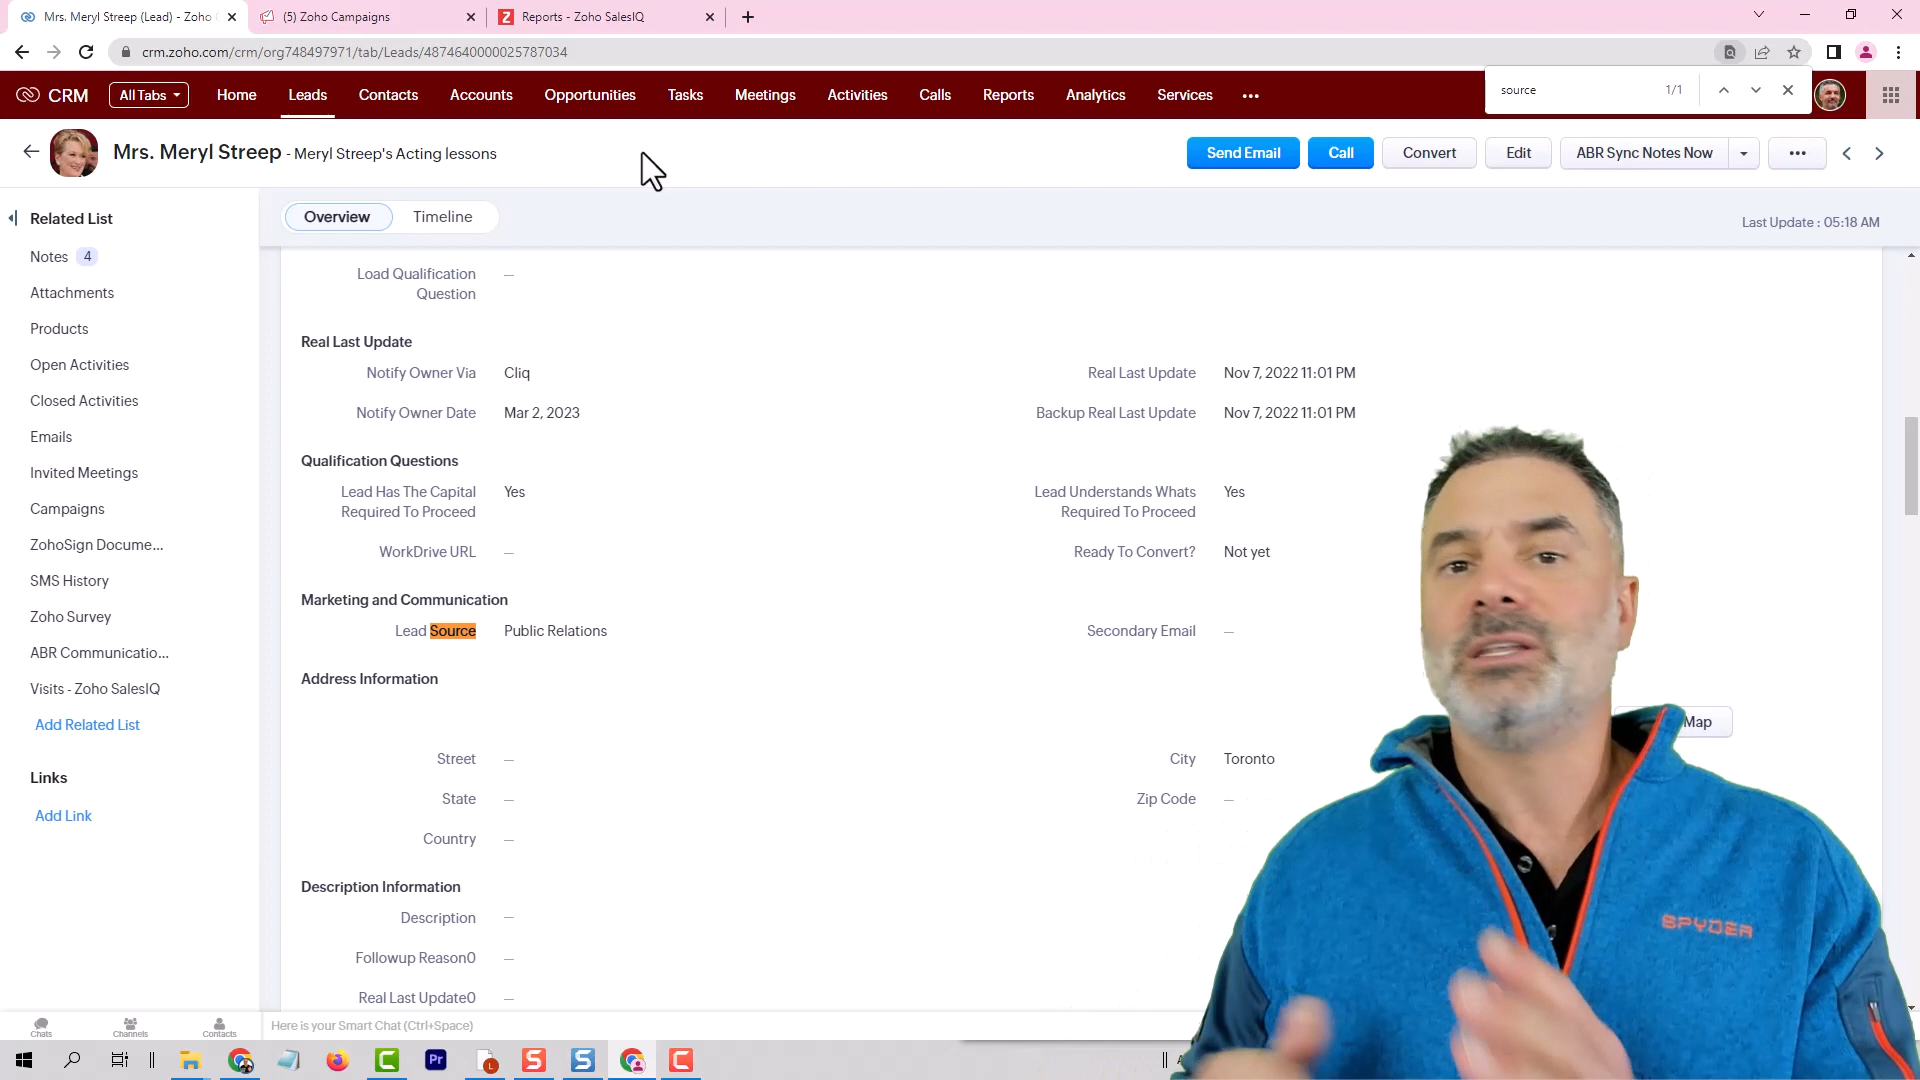 Mrs. Meryl Streep (Lead) - Zoho
(5) Zoho Campaigns
Reports - Zoho SalesIQ
crm.zoho.com/crm/org748497971/tab/Leads/4874640000025787034
CRM
All Tabs
Home
Leads
Contacts
Accounts
Opportunities
Tasks
Meetings
Activities
Calls
Reports
Analytics
Services
source
1/1
Mrs. Meryl Streep - Meryl Streep's Acting lessons
Send Email
Call
Convert
Edit
ABR Sync Notes Now
Related List
Overview
Timeline
Last Update : 05:18 AM
Notes 4
Attachments
Products
Open Activities
Closed Activities
Emails
Invited Meetings
Campaigns
ZohoSign Docume...
SMS History
Zoho Survey
ABR Communicatio...
Visits - Zoho SalesIQ
Add Related List
Links
Add Link
Load Qualification
Question
—
Real Last Update
Notify Owner Via Cliq
Real Last Update Nov 7, 2022 11:01 PM
Notify Owner Date Mar 2, 2023
Backup Real Last Update Nov 7, 2022 11:01 PM
Qualification Questions
Lead Has The Capital
Required To Proceed
Yes
Lead Understands Whats
Required To Proceed
Yes
WorkDrive URL —
Ready To Convert? Not yet
Marketing and Communication
Lead Source Public Relations
Secondary Email —
Address Information
Map
Street —
City Toronto
State —
Zip Code —
Country —
Description Information
Description —
Followup Reason0 —
Real Last Update0 —
Chats
Channels
Contacts
Here is your Smart Chat (Ctrl+Space)
Pr
SPYDER